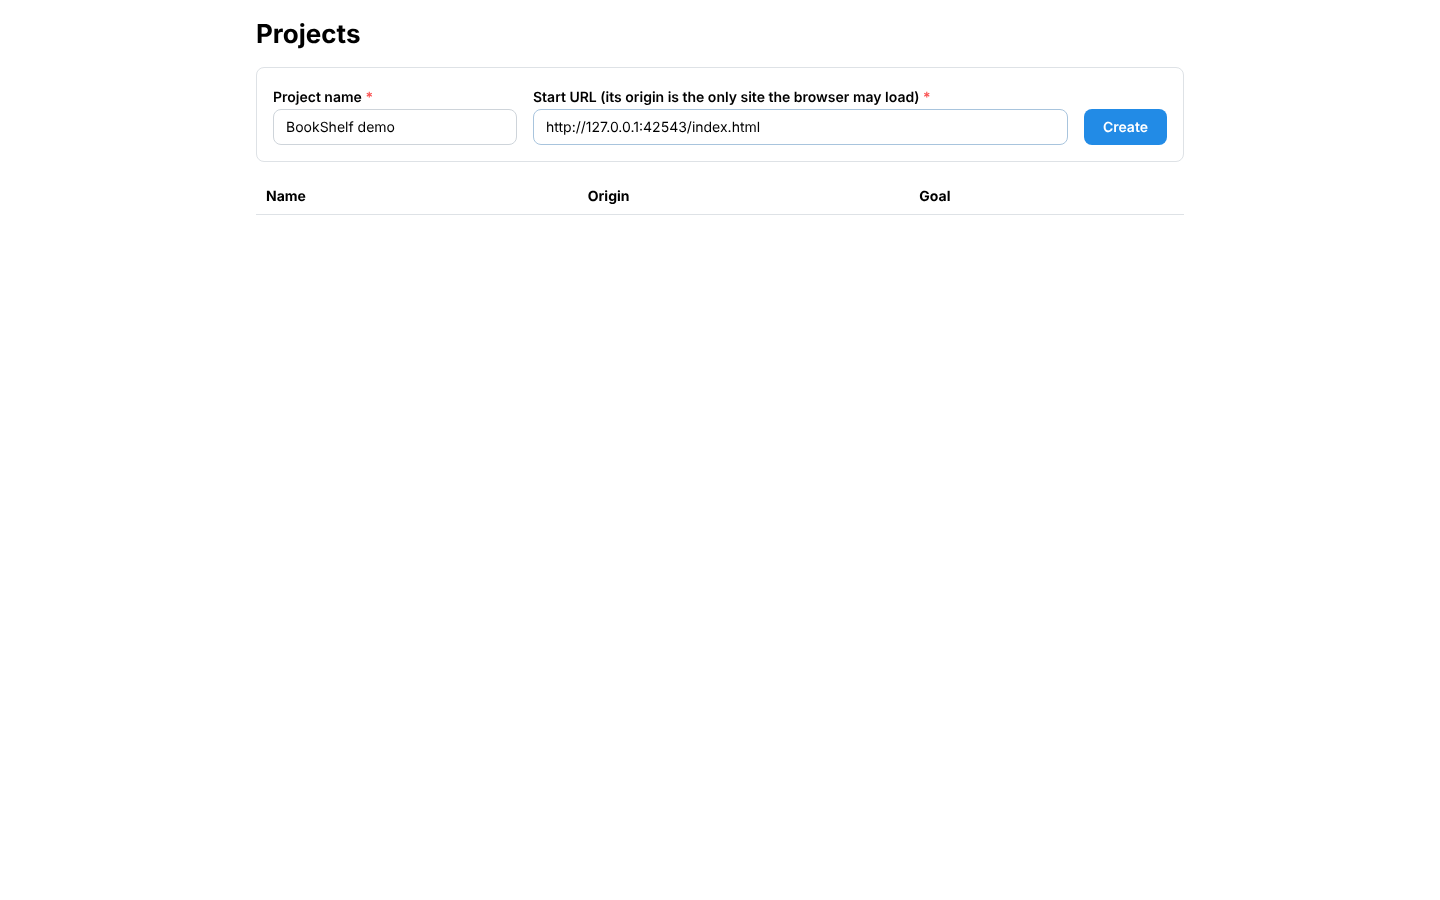 Projects
Project name *
Start URL (its origin is the only site the browser may load) *
BookShelf demo
http://127.0.0.1:42543/index.html
Create
Name Origin Goal